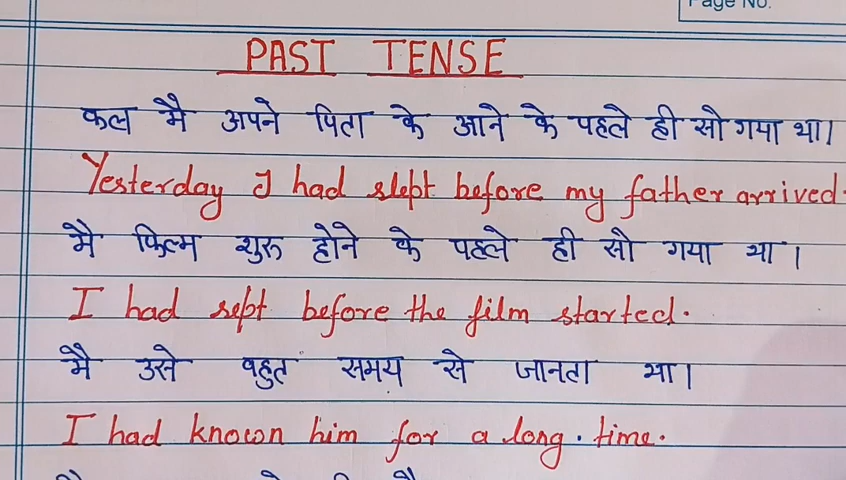 Page No.
PAST TENSE
कल मै अपने पिता के आने के पहले ही सो गया था।
Yesterday I had slept before my father arrived.
मै फिल्म शुरु होने के पहले ही सो गया था।
I had sept before the film started.
मै उसे बहुत समय से जानता था।
I had known him for a long. time.